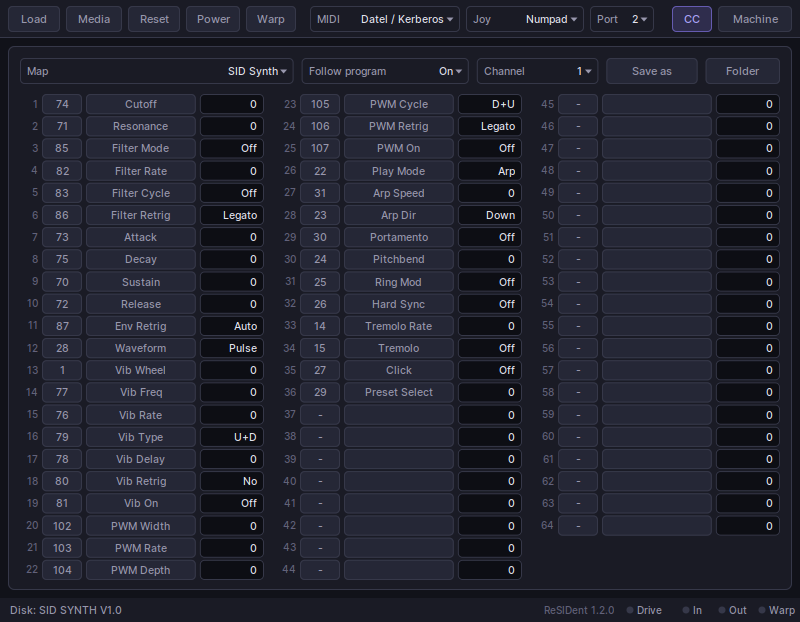 Load Media Reset Power Warp MIDI Datel / Kerberos Joy Numpad Port 2 CC Machine
Map SID Synth Follow program On Channel 1 Save as Folder
1 74 Cutoff 0 23 105 PWM Cycle D+U 45 - 0
2 71 Resonance 0 24 106 PWM Retrig Legato 46 - 0
3 85 Filter Mode Off 25 107 PWM On Off 47 - 0
4 82 Filter Rate 0 26 22 Play Mode Arp 48 - 0
5 83 Filter Cycle Off 27 31 Arp Speed 0 49 - 0
6 86 Filter Retrig Legato 28 23 Arp Dir Down 50 - 0
7 73 Attack 0 29 30 Portamento Off 51 - 0
8 75 Decay 0 30 24 Pitchbend 0 52 - 0
9 70 Sustain 0 31 25 Ring Mod Off 53 - 0
10 72 Release 0 32 26 Hard Sync Off 54 - 0
11 87 Env Retrig Auto 33 14 Tremolo Rate 0 55 - 0
12 28 Waveform Pulse 34 15 Tremolo Off 56 - 0
13 1 Vib Wheel 0 35 27 Click Off 57 - 0
14 77 Vib Freq 0 36 29 Preset Select 0 58 - 0
15 76 Vib Rate 0 37 - 0 59 - 0
16 79 Vib Type U+D 38 - 0 60 - 0
17 78 Vib Delay 0 39 - 0 61 - 0
18 80 Vib Retrig No 40 - 0 62 - 0
19 81 Vib On Off 41 - 0 63 - 0
20 102 PWM Width 0 42 - 0 64 - 0
21 103 PWM Rate 0 43 - 0
22 104 PWM Depth 0 44 - 0
Disk: SID SYNTH V1.0 ReSIDent 1.2.0 Drive In Out Warp